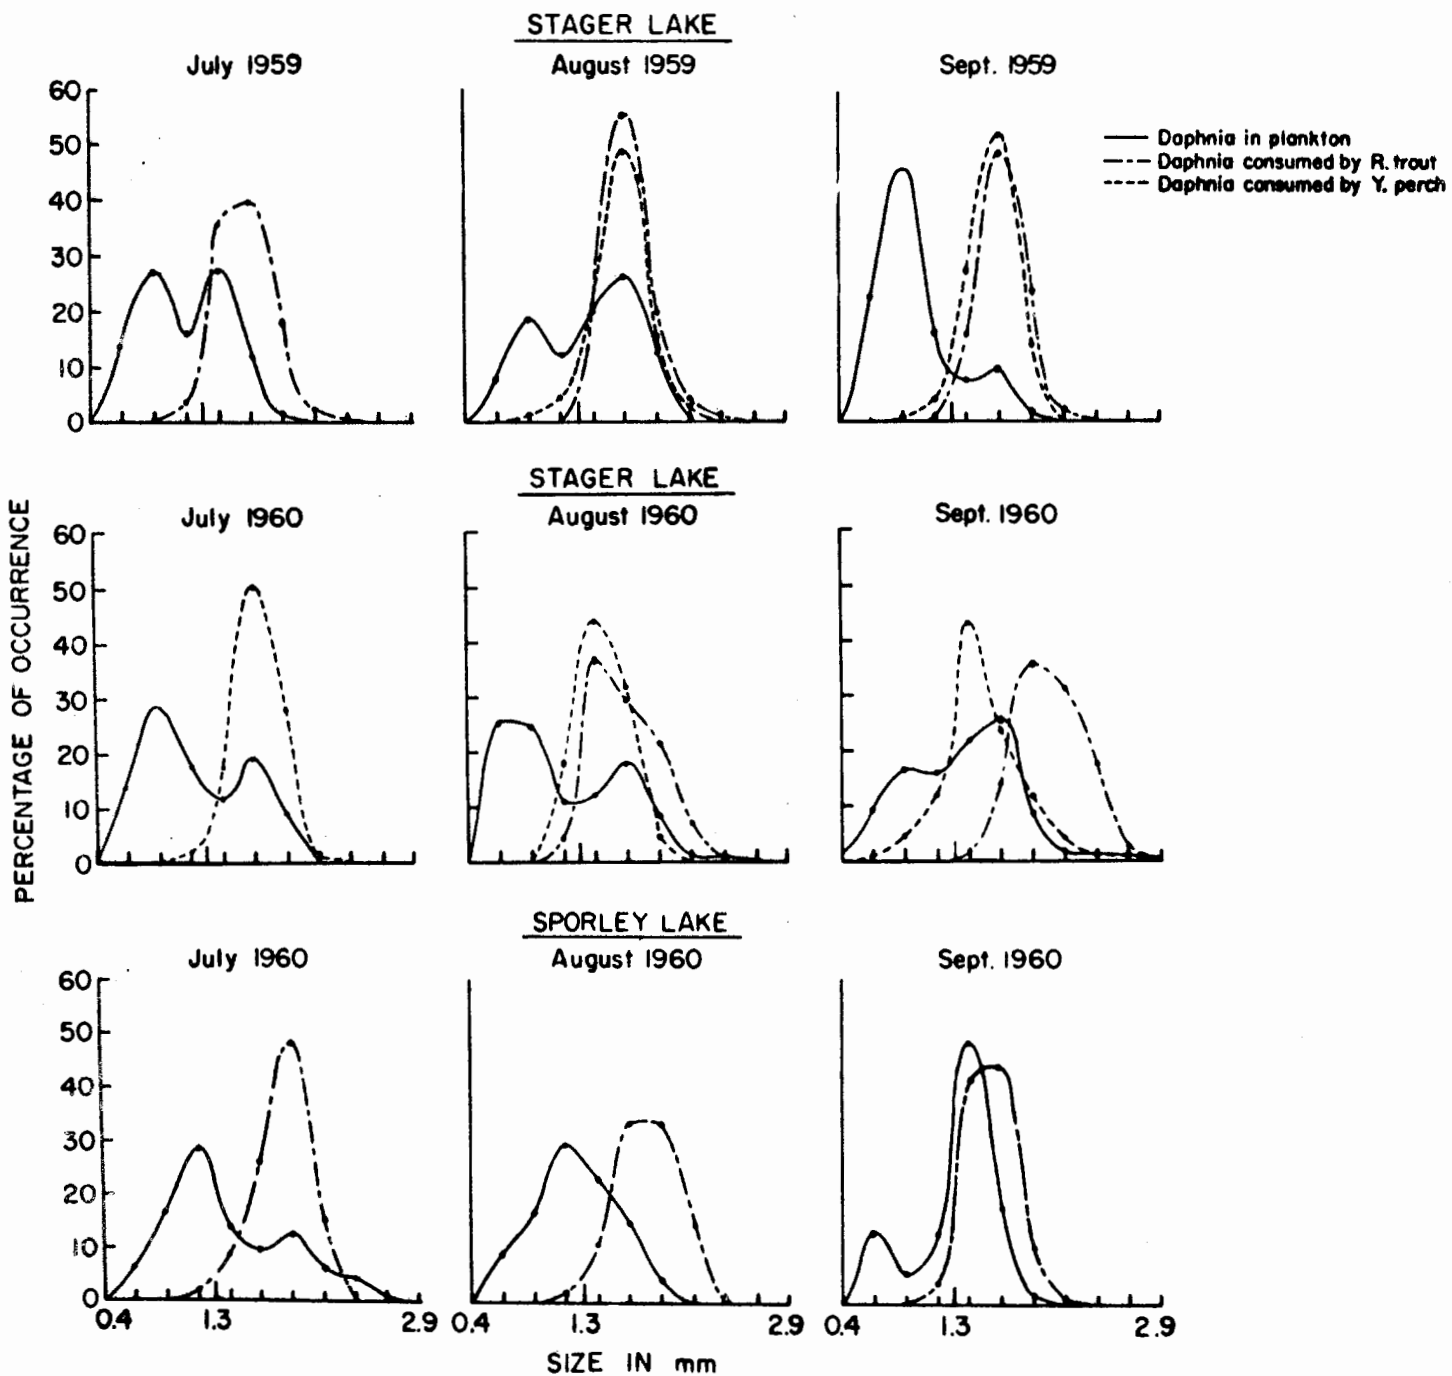 STAGER LAKE
July 1959
August 1959
Sept. 1959
60
50
40
30
20
10
0
Daphnia in plankton
Daphnia consumed by R. trout
Daphnia consumed by Y. perch
STAGER LAKE
July 1960
August 1960
Sept. 1960
60
50
40
30
20
10
0
PERCENTAGE OF OCCURRENCE
SPORLEY LAKE
July 1960
August 1960
Sept. 1960
60
50
40
30
20
10
0
0.4 1.3 2.9
0.4 1.3 2.9
0.4 1.3 2.9
SIZE IN mm